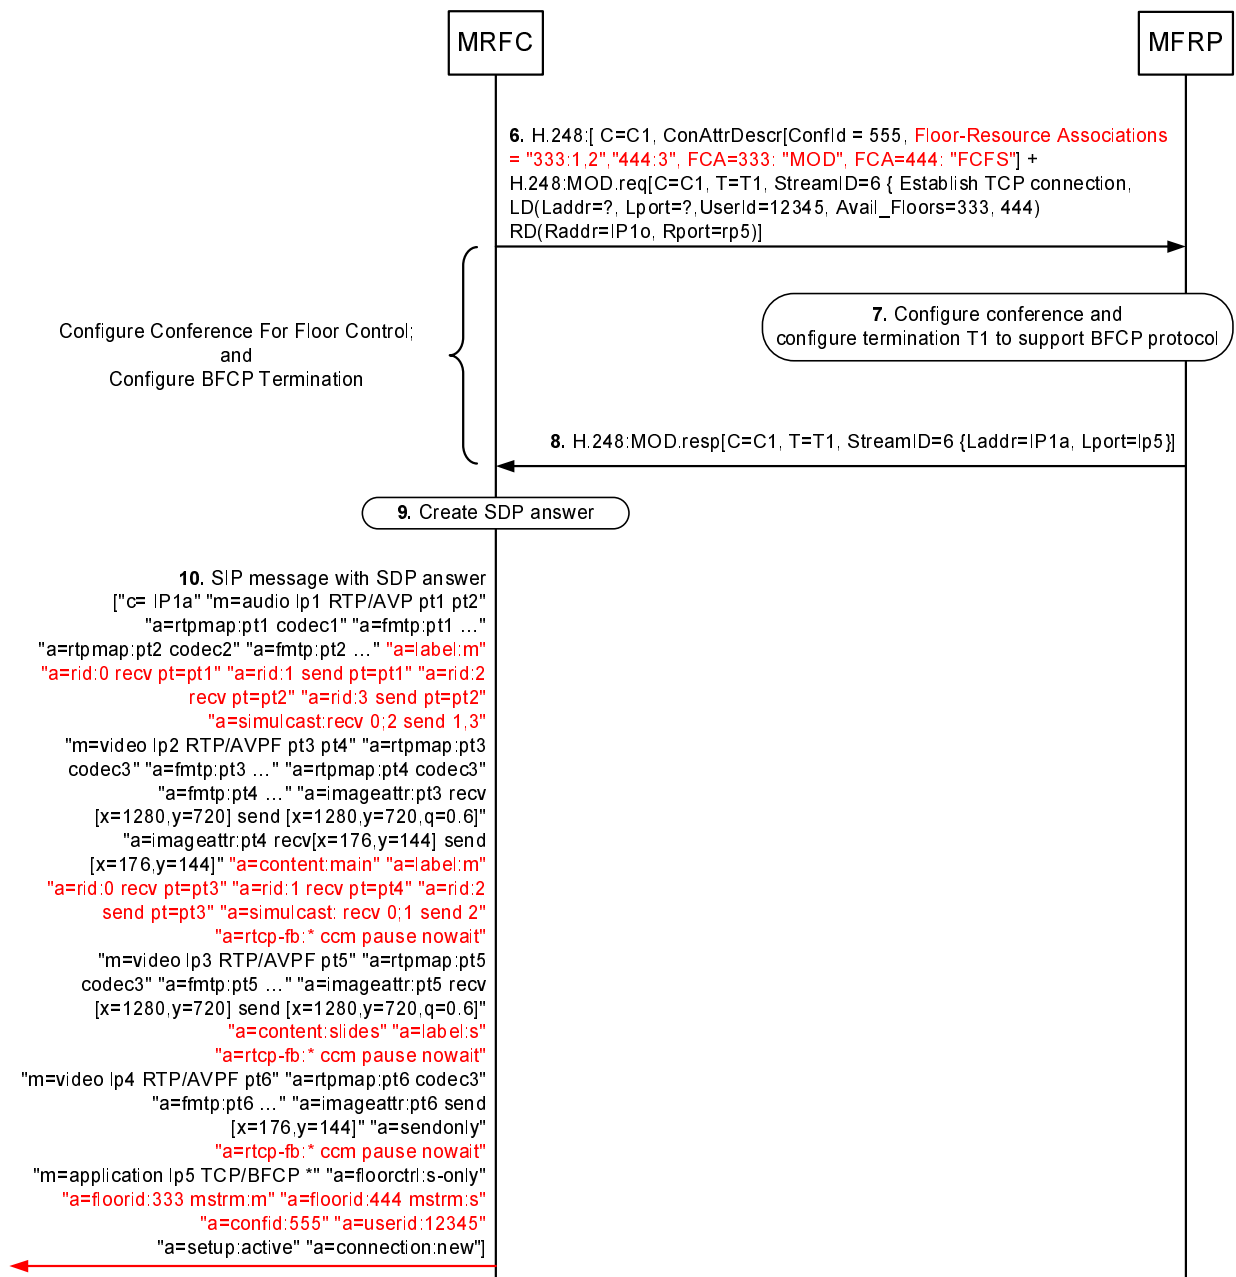 MRFC
MFRP
6. H.248:[ C=C1, ConAttrDescr[ConfId = 555, Floor-Resource Associations
= "333:1,2","444:3", FCA=333: "MOD", FCA=444: "FCFS"] +
H.248:MOD.req[C=C1, T=T1, StreamID=6 { Establish TCP connection,
LD(Laddr=?, Lport=?,UserId=12345, Avail_Floors=333, 444)
RD(Raddr=IP1o, Rport=rp5)]
7. Configure conference and
configure termination T1 to support BFCP protocol
Configure Conference For Floor Control;
and
Configure BFCP Termination
8. H.248:MOD.resp[C=C1, T=T1, StreamID=6 {Laddr=IP1a, Lport=lp5}]
9. Create SDP answer
10. SIP message with SDP answer
["c= IP1a" "m=audio lp1 RTP/AVP pt1 pt2"
"a=rtpmap:pt1 codec1" "a=fmtp:pt1 ..."
"a=rtpmap:pt2 codec2" "a=fmtp:pt2 ..." "a=label:m"
"a=rid:0 recv pt=pt1" "a=rid:1 send pt=pt1" "a=rid:2
recv pt=pt2" "a=rid:3 send pt=pt2"
"a=simulcast:recv 0;2 send 1,3"
"m=video lp2 RTP/AVPF pt3 pt4" "a=rtpmap:pt3
codec3" "a=fmtp:pt3 ..." "a=rtpmap:pt4 codec3"
"a=fmtp:pt4 ..." "a=imageattr:pt3 recv
[x=1280,y=720] send [x=1280,y=720,q=0.6]"
"a=imageattr:pt4 recv[x=176,y=144] send
[x=176,y=144]" "a=content:main" "a=label:m"
"a=rid:0 recv pt=pt3" "a=rid:1 recv pt=pt4" "a=rid:2
send pt=pt3" "a=simulcast: recv 0;1 send 2"
"a=rtcp-fb:* ccm pause nowait"
"m=video lp3 RTP/AVPF pt5" "a=rtpmap:pt5
codec3" "a=fmtp:pt5 ..." "a=imageattr:pt5 recv
[x=1280,y=720] send [x=1280,y=720,q=0.6]"
"a=content:slides" "a=label:s"
"a=rtcp-fb:* ccm pause nowait"
"m=video lp4 RTP/AVPF pt6" "a=rtpmap:pt6 codec3"
"a=fmtp:pt6 ..." "a=imageattr:pt6 send
[x=176,y=144]" "a=sendonly"
"a=rtcp-fb:* ccm pause nowait"
"m=application lp5 TCP/BFCP *" "a=floorctrl:s-only"
"a=floorid:333 mstrm:m" "a=floorid:444 mstrm:s"
"a=confid:555" "a=userid:12345"
"a=setup:active" "a=connection:new"]